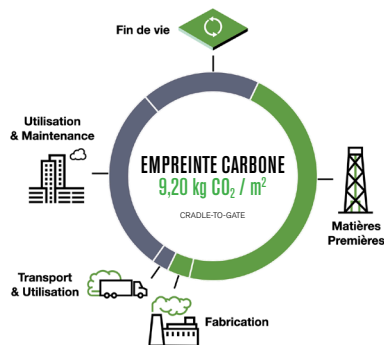 Fin de vie
Utilisation
& Maintenance
EMPREINTE CARBONE
9,20 kg CO₂ / m²
CRADLE-TO-GATE
Matières
Premières
Transport
& Utilisation
Fabrication